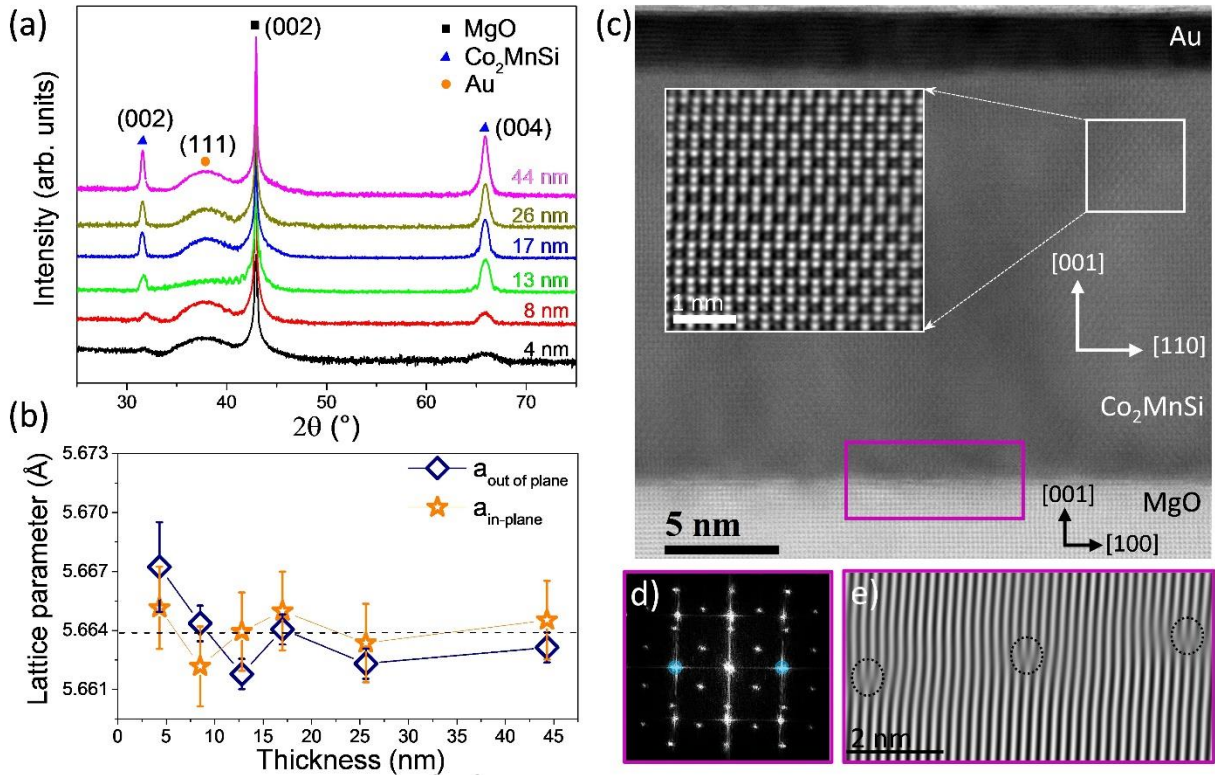 (a)
(002)
MgO
Co₂MnSi
Au
(002)
(111)
(004)
44 nm
26 nm
17 nm
13 nm
8 nm
4 nm
Intensity (arb. units)
30 40 50 60 70
2θ (°)
(b)
5.673
5.670
5.667
5.664
5.661
Lattice parameter (Å)
a out of plane
a in-plane
0 5 10 15 20 25 30 35 40 45
Thickness (nm)
(c)
Au
1 nm
[001]
[110]
Co₂MnSi
MgO
[001]
[100]
5 nm
d)
e)
2 nm